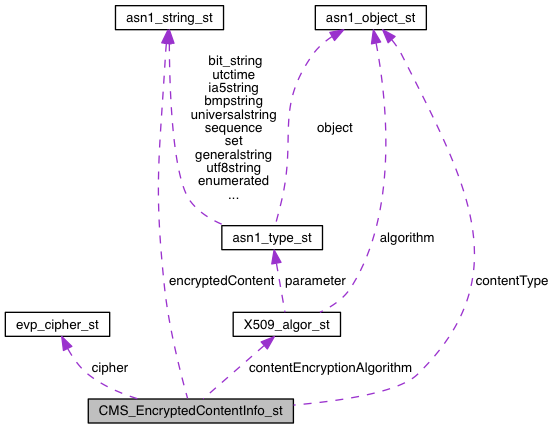 asn1_string_st
asn1_object_st
bit_string
utctime
ia5string
bmpstring
universalstring
sequence
set
generalstring
utf8string
enumerated
...
object
asn1_type_st
algorithm
encryptedContent
parameter
contentType
evp_cipher_st
X509_algor_st
cipher
contentEncryptionAlgorithm
CMS_EncryptedContentInfo_st